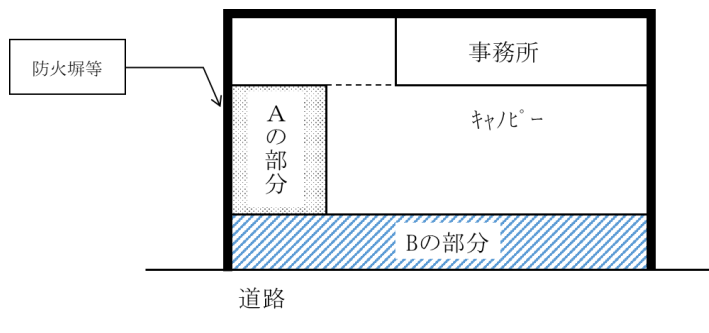 事務所
防火塀等
キャノピー
Aの部分
Bの部分
道路